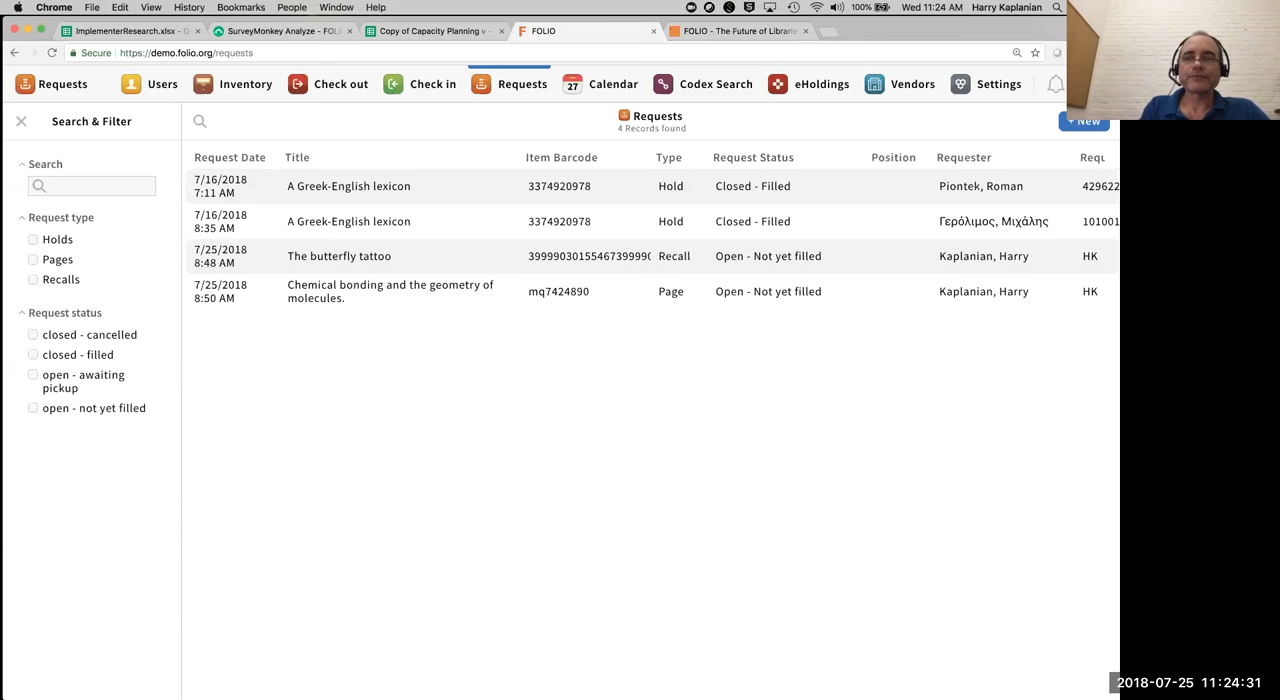 Chrome File Edit View History Bookmarks People Window Help 100% Wed 11:24 AM Harry Kaplanian
ImplementerResearch.xlsx - G SurveyMonkey Analyze - FOLI Copy of Capacity Planning v - FOLIO FOLIO - The Future of Librarie
Secure https://demo.folio.org/requests
Requests Users Inventory Check out Check in Requests 27 Calendar Codex Search eHoldings Vendors Settings
Search & Filter
Requests
4 Records found
+ New
Search
Request type
Holds
Pages
Recalls
Request status
closed - cancelled
closed - filled
open - awaiting
pickup
open - not yet filled
Request Date Title Item Barcode Type Request Status Position Requester Requ
7/16/2018
7:11 AM
A Greek-English lexicon 3374920978 Hold Closed - Filled Piontek, Roman 429622
7/16/2018
8:35 AM
A Greek-English lexicon 3374920978 Hold Closed - Filled Γερόλιμος, Μιχάλης 101001
7/25/2018
8:48 AM
The butterfly tattoo 3999903015546739990 Recall Open - Not yet filled Kaplanian, Harry HK
7/25/2018
8:50 AM
Chemical bonding and the geometry of
molecules.
mq7424890 Page Open - Not yet filled Kaplanian, Harry HK
2018-07-25 11:24:31